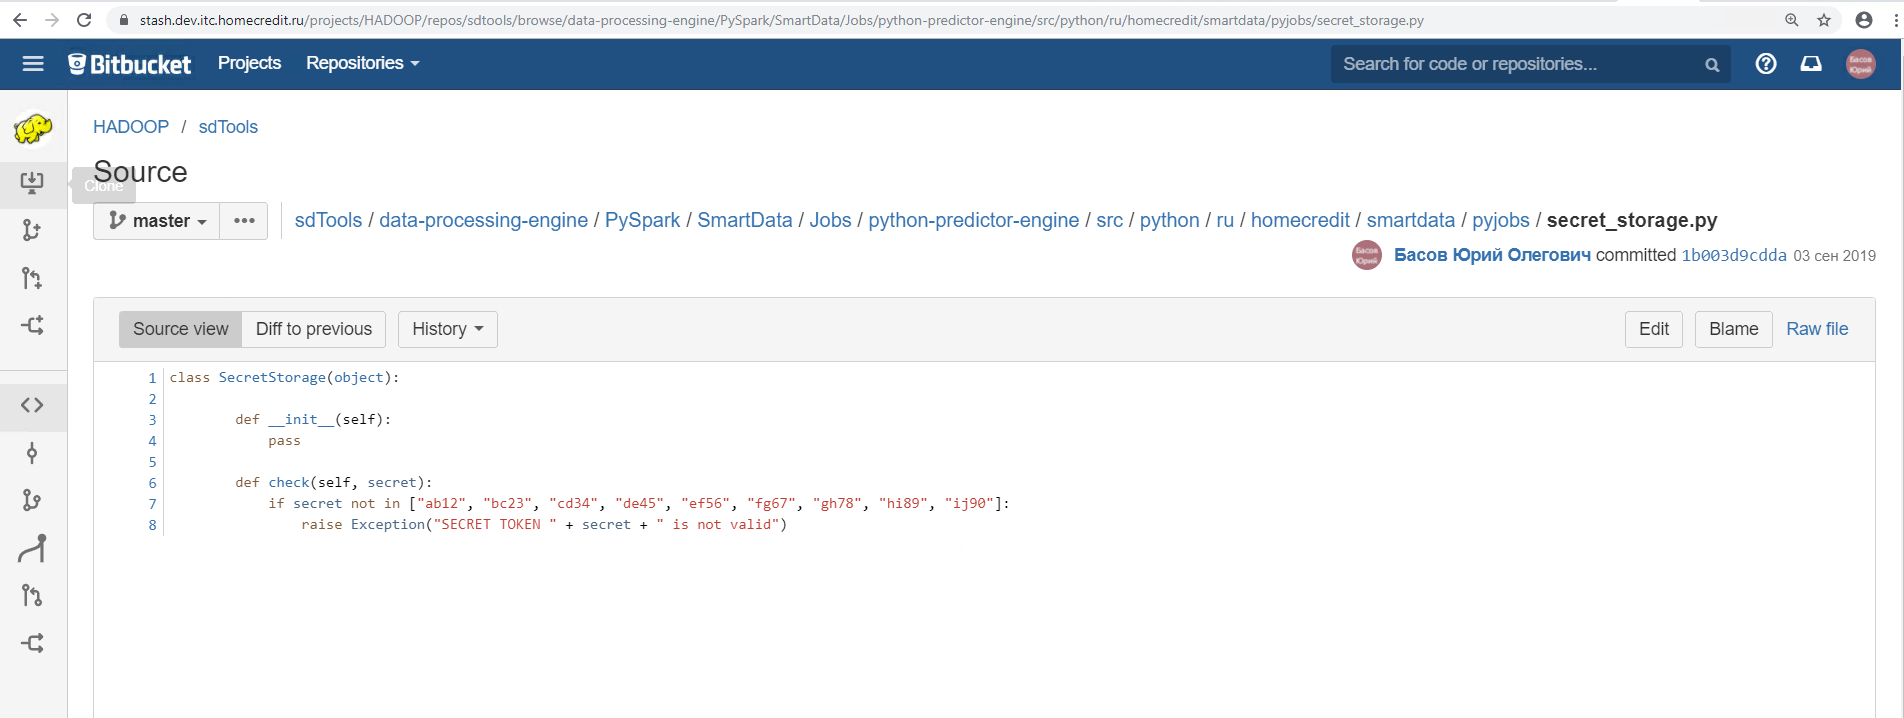 stash.dev.itc.homecredit.ru/projects/HADOOP/repos/sdtools/browse/data-processing-engine/PySpark/SmartData/Jobs/python-predictor-engine/src/python/ru/homecredit/smartdata/pyjobs/secret_storage.py
Bitbucket Projects Repositories Search for code or repositories... Басов Юрий
HADOOP / sdTools
Source
Clone
master ••• sdTools / data-processing-engine / PySpark / SmartData / Jobs / python-predictor-engine / src / python / ru / homecredit / smartdata / pyjobs / secret_storage.py
Басов Юрий Басов Юрий Олегович committed 1b003d9cdda 03 сен 2019
Source view Diff to previous History Edit Blame Raw file
1 class SecretStorage(object):
2
3 def __init__(self):
4 pass
5
6 def check(self, secret):
7 if secret not in ["ab12", "bc23", "cd34", "de45", "ef56", "fg67", "gh78", "hi89", "ij90"]:
8 raise Exception("SECRET TOKEN " + secret + " is not valid")